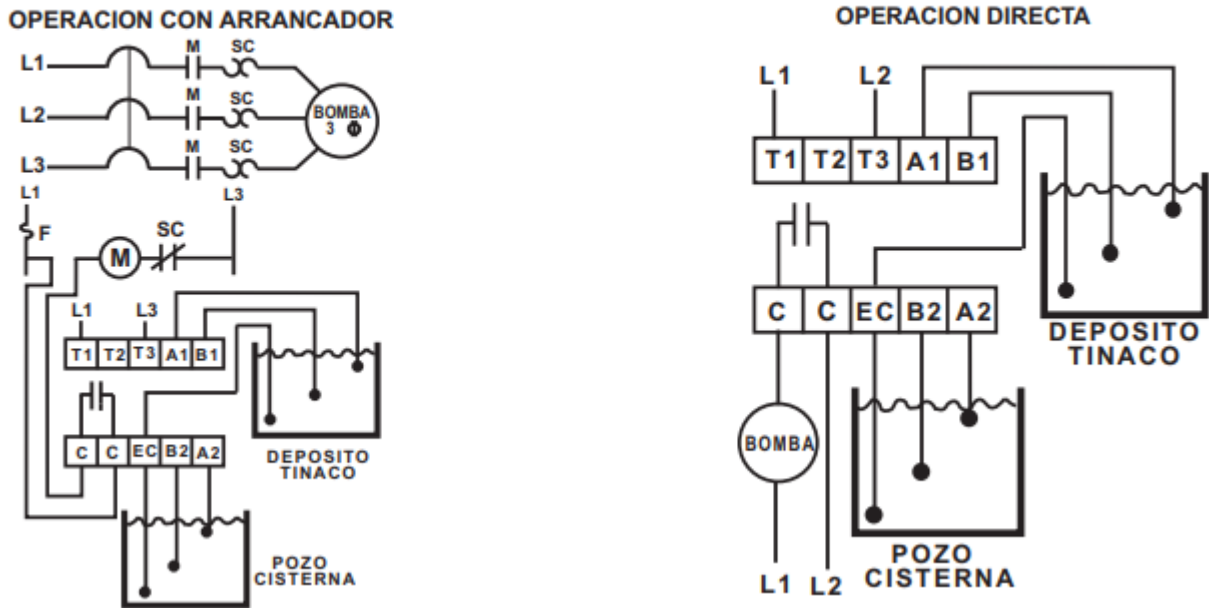 OPERACION CON ARRANCADOR
M SC
L1
M SC
L2
BOMBA
3 Φ
M SC
L3
L1 L3
F
SC
M
L1 L3
T1 T2 T3 A1 B1
C C EC B2 A2
DEPOSITO
TINACO
POZO
CISTERNA
OPERACION DIRECTA
L1 L2
T1 T2 T3 A1 B1
C C EC B2 A2
DEPOSITO
TINACO
BOMBA
POZO
CISTERNA
L1 L2